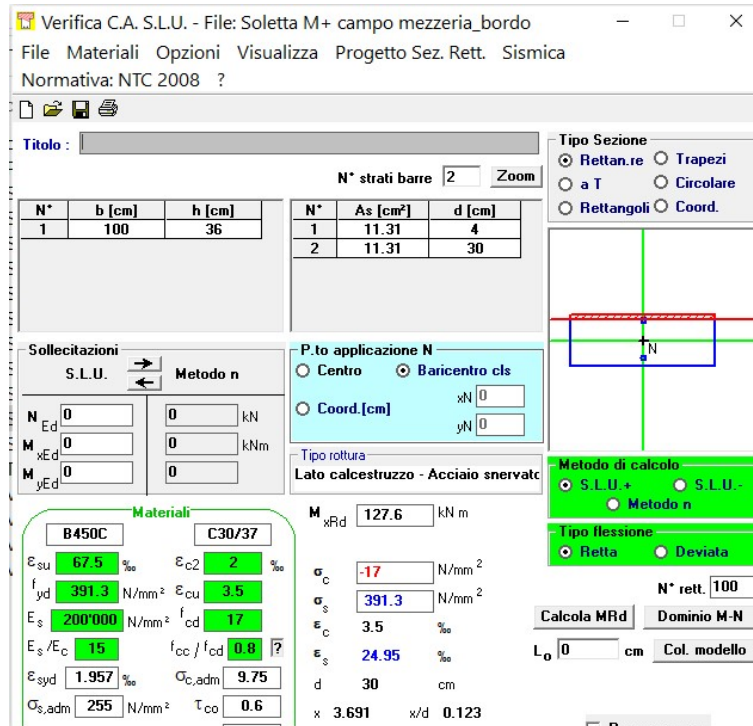 Verifica C.A. S.L.U. - File: Soletta M+ campo mezzeria_bordo
File Materiali Opzioni Visualizza Progetto Sez. Rett. Sismica
Normativa: NTC 2008 ?
Titolo :
N° strati barre 2 Zoom
Tipo Sezione
Rettan.re Trapezi
a T Circolare
Rettangoli Coord.
N° b [cm] h [cm]
1 100 36
N° As [cm²] d [cm]
1 11.31 4
2 11.31 30
N
Sollecitazioni
S.L.U. Metodo n
N Ed 0 0 kN
M xEd 0 0 kNm
M yEd 0 0
P.to applicazione N
Centro Baricentro cls
Coord.[cm] xN 0
yN 0
Tipo rottura
Lato calcestruzzo - Acciaio snervato
Metodo di calcolo
S.L.U.+ S.L.U.-
Metodo n
Tipo flessione
Retta Deviata
N° rett. 100
Calcola MRd Dominio M-N
L₀ 0 cm Col. modello
Materiali
B450C C30/37
εsu 67.5 ‰ εc2 2 ‰
fyd 391.3 N/mm² εcu 3.5
Es 200'000 N/mm² fcd 17
Es/Ec 15 fcc / fcd 0.8 ?
εsyd 1.957 ‰ σc,adm 9.75
σs,adm 255 N/mm² τco 0.6
M xRd 127.6 kN m
σc -17 N/mm²
σs 391.3 N/mm²
εc 3.5 ‰
εs 24.95 ‰
d 30 cm
x 3.691 x/d 0.123